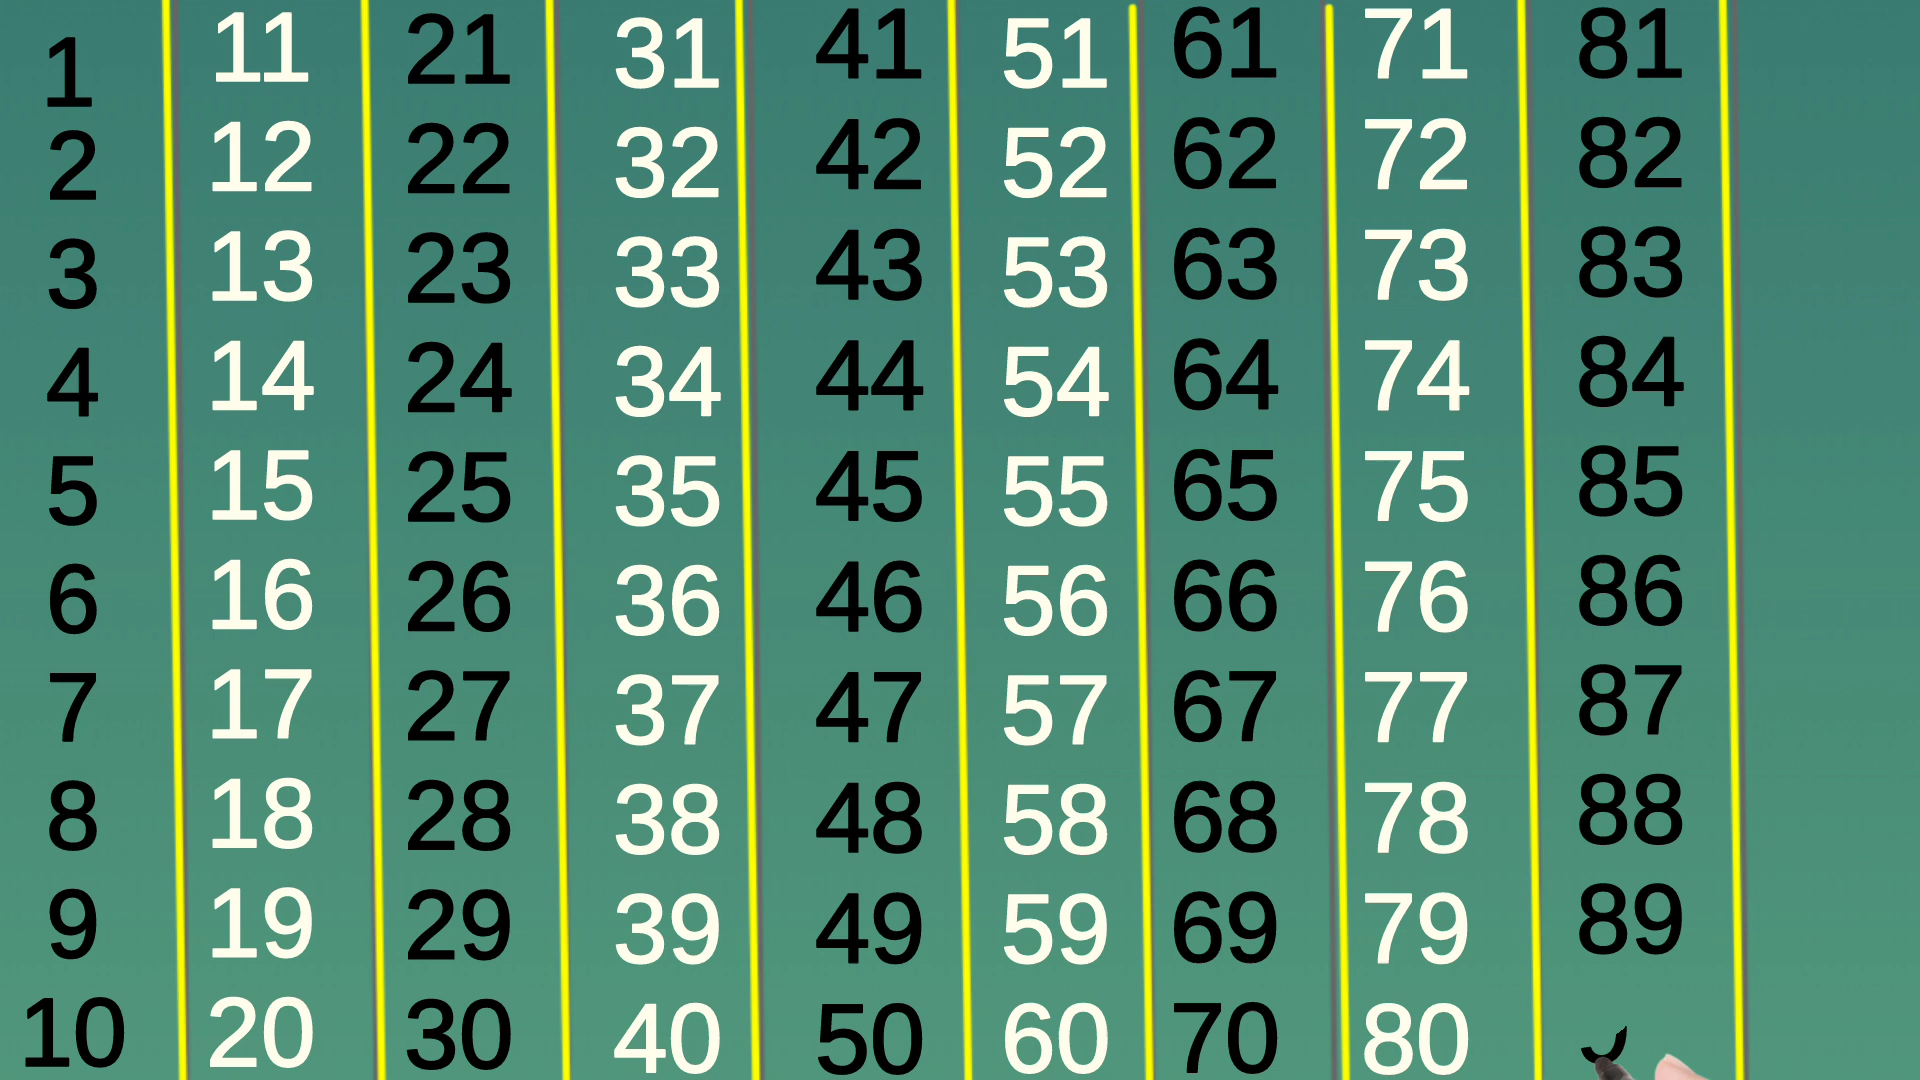 1 11 21 31 41 51 61 71 81
2 12 22 32 42 52 62 72 82
3 13 23 33 43 53 63 73 83
4 14 24 34 44 54 64 74 84
5 15 25 35 45 55 65 75 85
6 16 26 36 46 56 66 76 86
7 17 27 37 47 57 67 77 87
8 18 28 38 48 58 68 78 88
9 19 29 39 49 59 69 79 89
10 20 30 40 50 60 70 80